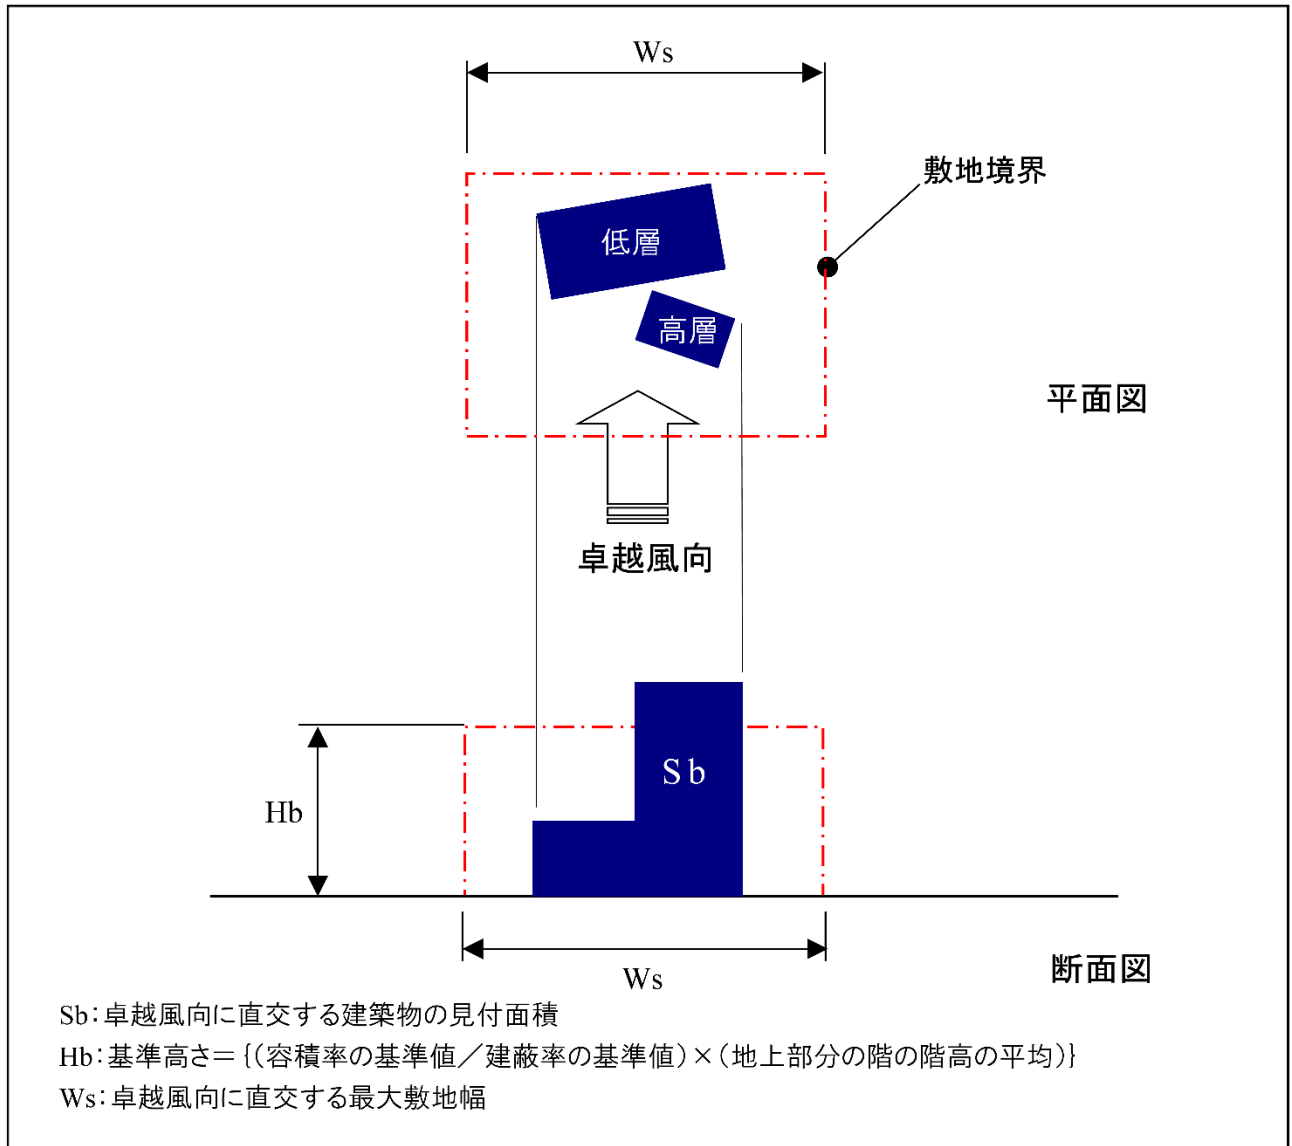 Ws
敷地境界
低層
高層
平面図
卓越風向
Sb
Hb
Ws
断面図
Sb：卓越風向に直交する建築物の見付面積
Hb：基準高さ＝{(容積率の基準値／建蔽率の基準値)×(地上部分の階の階高の平均)}
Ws：卓越風向に直交する最大敷地幅